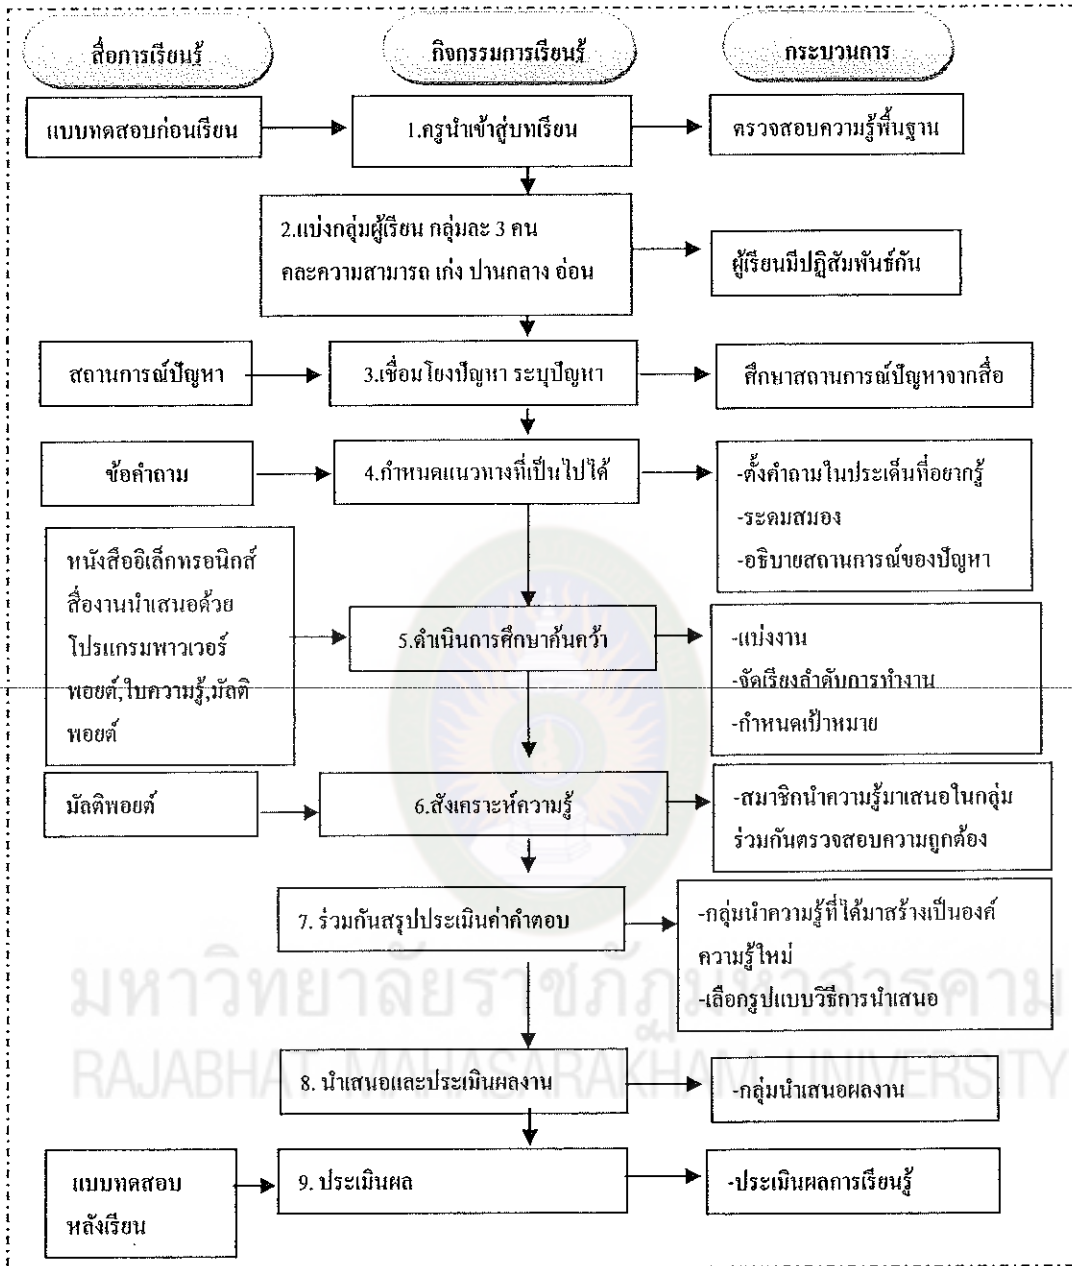 สื่อการเรียนรู้
กิจกรรมการเรียนรู้
กระบวนการ
แบบทดสอบก่อนเรียน
1.ครูนำเข้าสู่บทเรียน
ตรวจสอบความรู้พื้นฐาน
2.แบ่งกลุ่มผู้เรียน กลุ่มละ 3 คน
คละความสามารถ เก่ง ปานกลาง อ่อน
ผู้เรียนมีปฏิสัมพันธ์กัน
สถานการณ์ปัญหา
3.เชื่อมโยงปัญหา ระบุปัญหา
ศึกษาสถานการณ์ปัญหาจากสื่อ
ข้อคำถาม
4.กำหนดแนวทางที่เป็นไปได้
-ตั้งคำถามในประเด็นที่อยากรู้
-ระดมสมอง
-อธิบายสถานการณ์ของปัญหา
หนังสืออิเล็กทรอนิกส์
สื่องานนำเสนอด้วย
โปรแกรมพาวเวอร์
พอยต์,ใบความรู้,มัลติ
พอยต์
5.ดำเนินการศึกษาค้นคว้า
-แบ่งงาน
-จัดเรียงลำดับการทำงาน
-กำหนดเป้าหมาย
มัลติพอยต์
6.สังเคราะห์ความรู้
-สมาชิกนำความรู้มาเสนอในกลุ่ม
ร่วมกันตรวจสอบความถูกต้อง
7. ร่วมกันสรุปประเมินค่าคำตอบ
-กลุ่มนำความรู้ที่ได้มาสร้างเป็นองค์
ความรู้ใหม่
-เลือกรูปแบบวิธีการนำเสนอ
มหาวิทยาลัยราชภัฏมหาสารคาม
RAJABHAT MAHASARAKHAM UNIVERSITY
8. นำเสนอและประเมินผลงาน
-กลุ่มนำเสนอผลงาน
แบบทดสอบ
หลังเรียน
9. ประเมินผล
-ประเมินผลการเรียนรู้